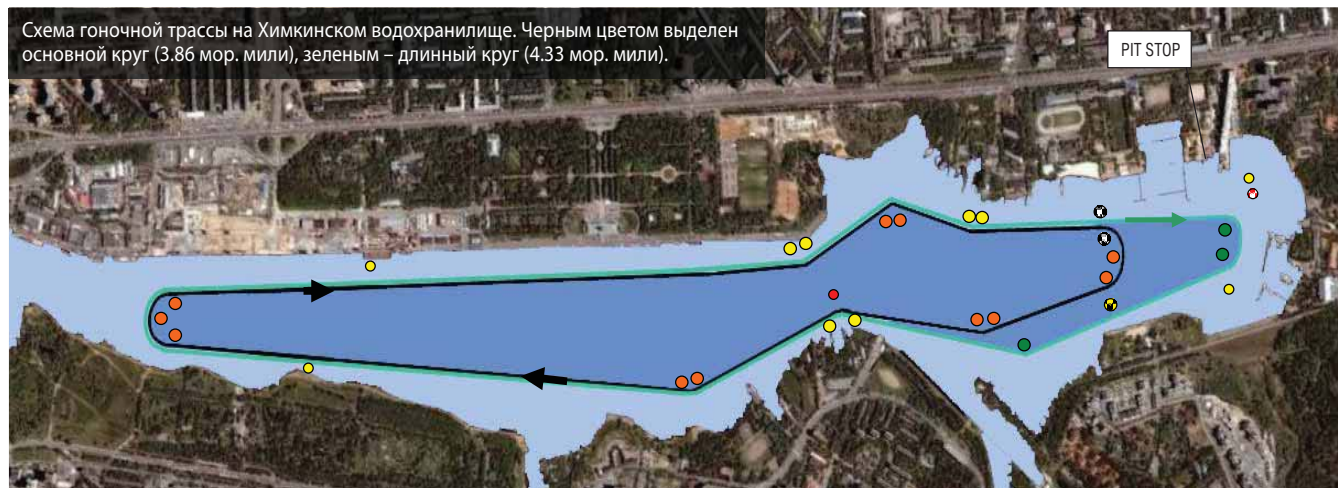 Схема гоночной трассы на Химкинском водохранилище. Черным цветом выделен
основной круг (3.86 мор. мили), зеленым – длинный круг (4.33 мор. мили).
PIT STOP